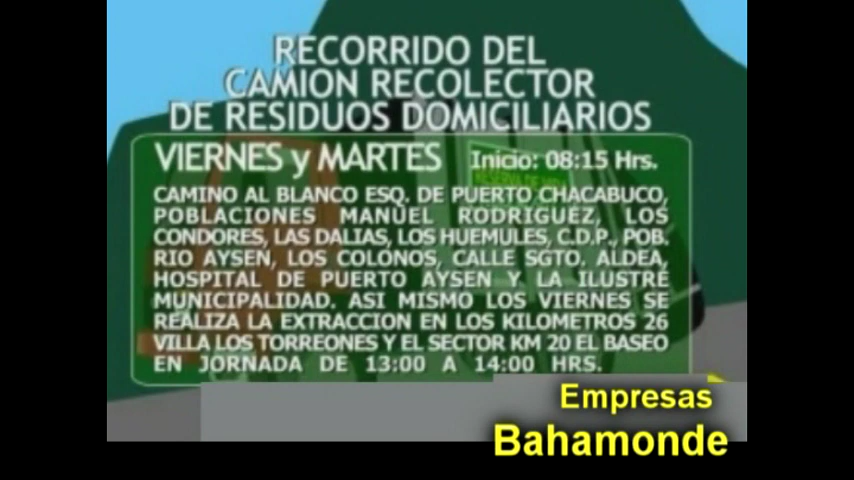 RECORRIDO DEL
CAMION RECOLECTOR
DE RESIDUOS DOMICILIARIOS
VIERNES y MARTES Inicio: 08:15 Hrs.
CAMINO AL BLANCO ESQ. DE PUERTO CHACABUCO,
POBLACIONES MANUEL RODRIGUEZ, LOS
CONDORES, LAS DALIAS, LOS HUEMULES, C.D.P., POB.
RIO AYSEN, LOS COLONOS, CALLE SGTO. ALDEA,
HOSPITAL DE PUERTO AYSEN Y LA ILUSTRE
MUNICIPALIDAD. ASI MISMO LOS VIERNES SE
REALIZA LA EXTRACCION EN LOS KILOMETROS 26
VILLA LOS TORREONES Y EL SECTOR KM 20 EL BASEO
EN JORNADA DE 13:00 A 14:00 HRS.
Empresas
Bahamonde